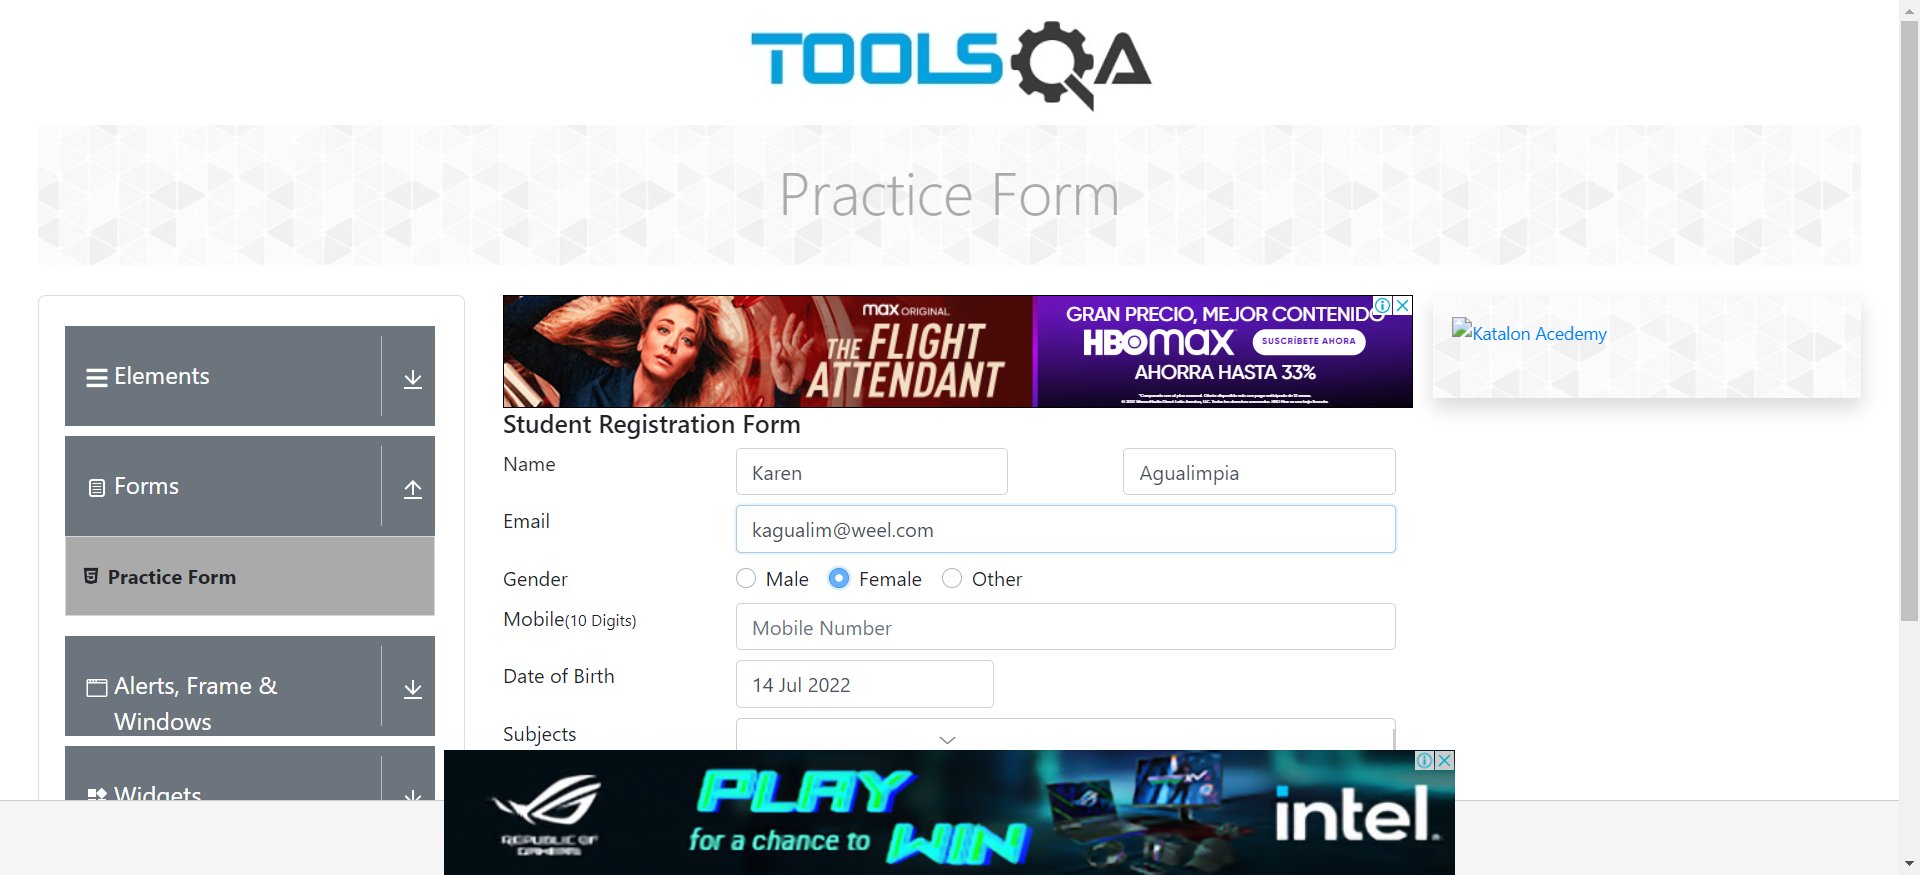 TOOLSQA
Practice Form
Elements
Forms
Practice Form
Alerts, Frame &
Windows
Widgets
max ORIGINAL
THE FLIGHT
ATTENDANT
GRAN PRECIO, MEJOR CONTENIDO
HBOmax SUSCRÍBETE AHORA
AHORRA HASTA 33%
Katalon Acedemy
Student Registration Form
Name Karen Agualimpia
Email kagualim@weel.com
Gender Male Female Other
Mobile(10 Digits) Mobile Number
Date of Birth 14 Jul 2022
Subjects
REPUBLIC OF
GAMERS
PLAY
for a chance to WIN
intel.